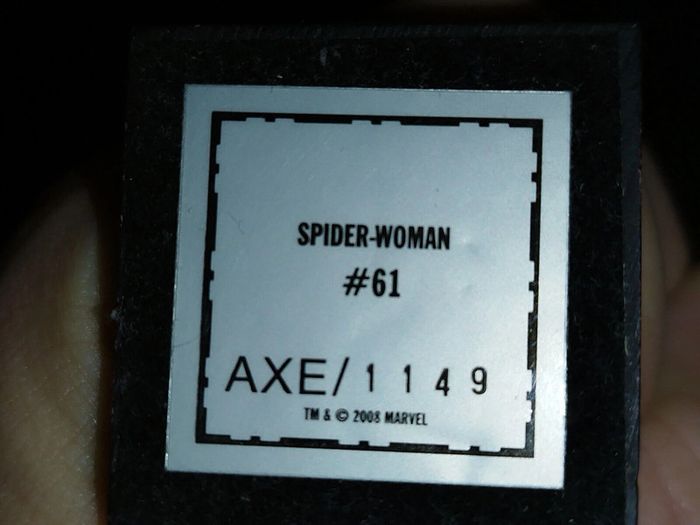 SPIDER-WOMAN
#61
AXE/1149
TM & © 2008 MARVEL